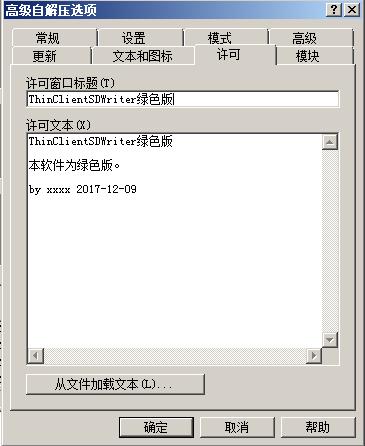 高级自解压选项
常规 设置 模式 高级
更新 文本和图标 许可 模块
许可窗口标题(T)
ThinClientSDWriter绿色版
许可文本(X)
ThinClientSDWriter绿色版
本软件为绿色版。
by xxxx 2017-12-09
从文件加载文本(L)...
确定 取消 帮助